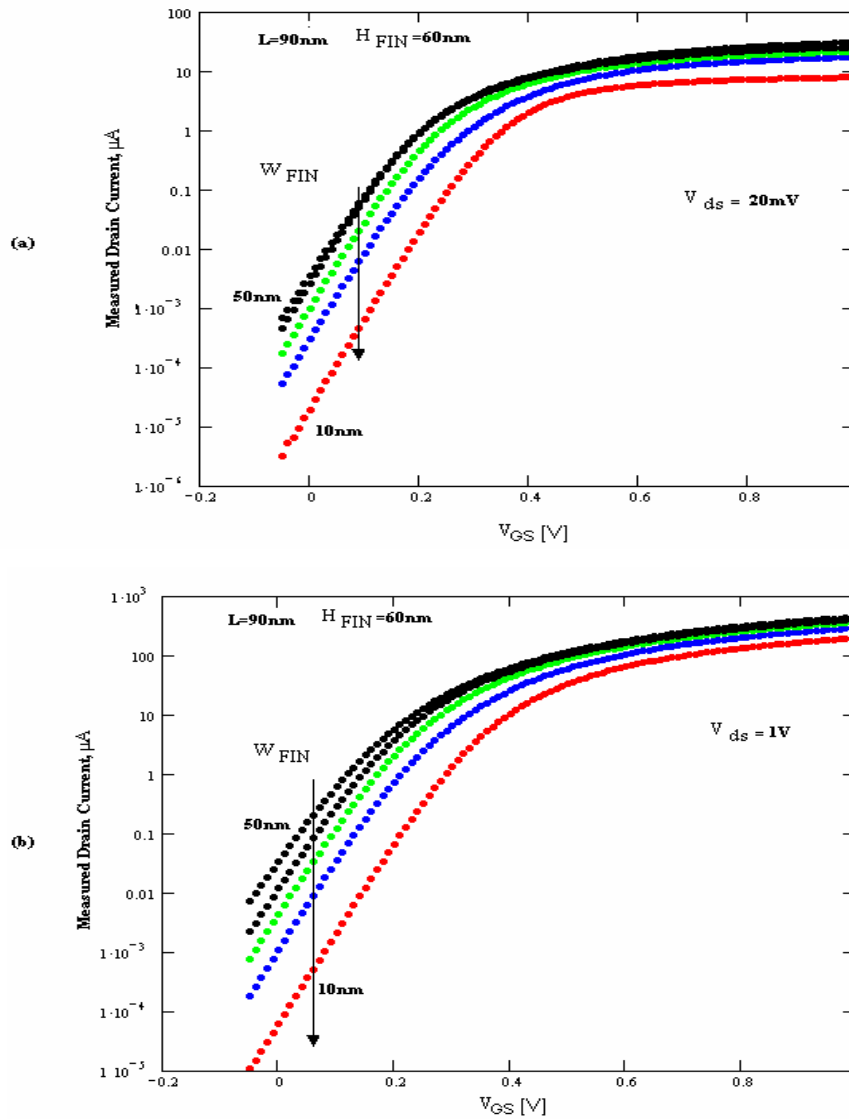 100
L=90nm H FIN=60nm
10
1
W FIN
0.1
V ds = 20mV
(a)
Measured Drain Current, µA
0.01
1·10⁻³
50nm
1·10⁻⁴
1·10⁻⁵
10nm
1·10⁻⁶
-0.2 0 0.2 0.4 0.6 0.8
VGS [V]
1·10³
L=90nm H FIN=60nm
100
10
V ds = 1V
W FIN
1
50nm
0.1
(b)
Measured Drain Current, µA
0.01
1·10⁻³
10nm
1·10⁻⁴
1·10⁻⁵
-0.2 0 0.2 0.4 0.6 0.8
VGS [V]